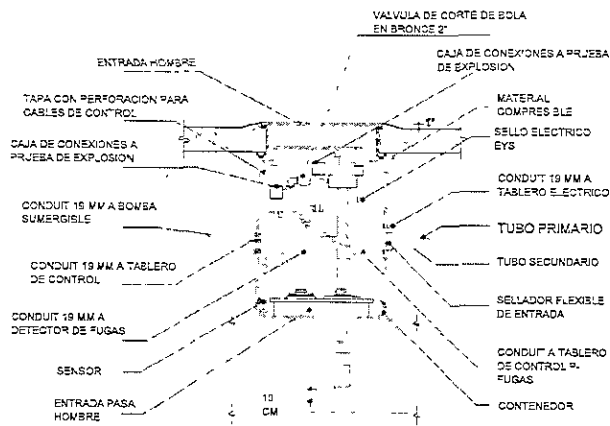 VALVULA DE CORTE DE BOLA
EN BRONCE 2"
CAJA DE CONEXIONES A PRUEBA
DE EXPLOSION
ENTRADA HOMBRE
TAPA CON PERFORACION PARA
CABLES DE CONTROL
MATERIAL
COMPRESIBLE
SELLO ELECTRICO
EYS
CAJA DE CONEXIONES A
PRUEBA DE EXPLOSION
CONDUIT 19 MM A
TABLERO ELECTRICO
CONDUIT 19 MM A BOMBA
SUMERGISLE
TUBO PRIMARIO
TUBO SECUNDARIO
CONDUIT 19 MM A TABLERO
DE CONTROL
SELLADOR FLEXIBLE
DE ENTRADA
CONDUIT 19 MM A
DETECTOR DE FUGAS
CONDUIT A TABLERO
DE CONTROL P-
FUGAS
SENSOR
ENTRADA PASA
HOMBRE
10
CM
CONTENEDOR